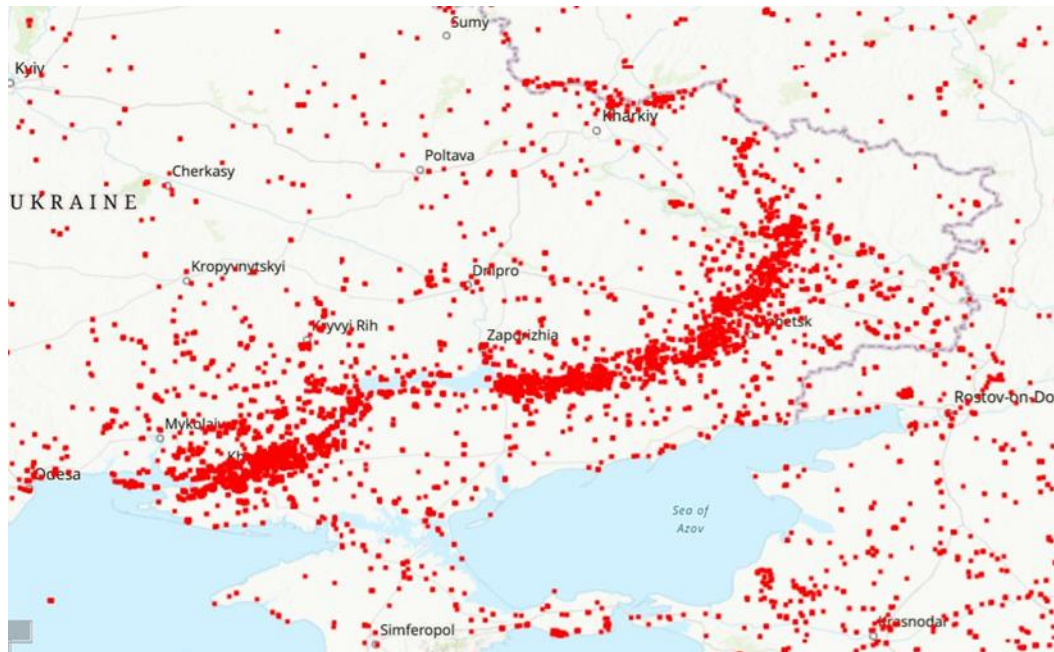 Sumy
Kyiv
Kharkiv
Poltava
Cherkasy
UKRAINE
Kropyvnytskyi
Dnipro
Kryvyi Rih
Zaporizhia
Rostov-on-Do
Mykolaiv
Kh
Odesa
Sea of
Azov
Krasnodar
Simferopol